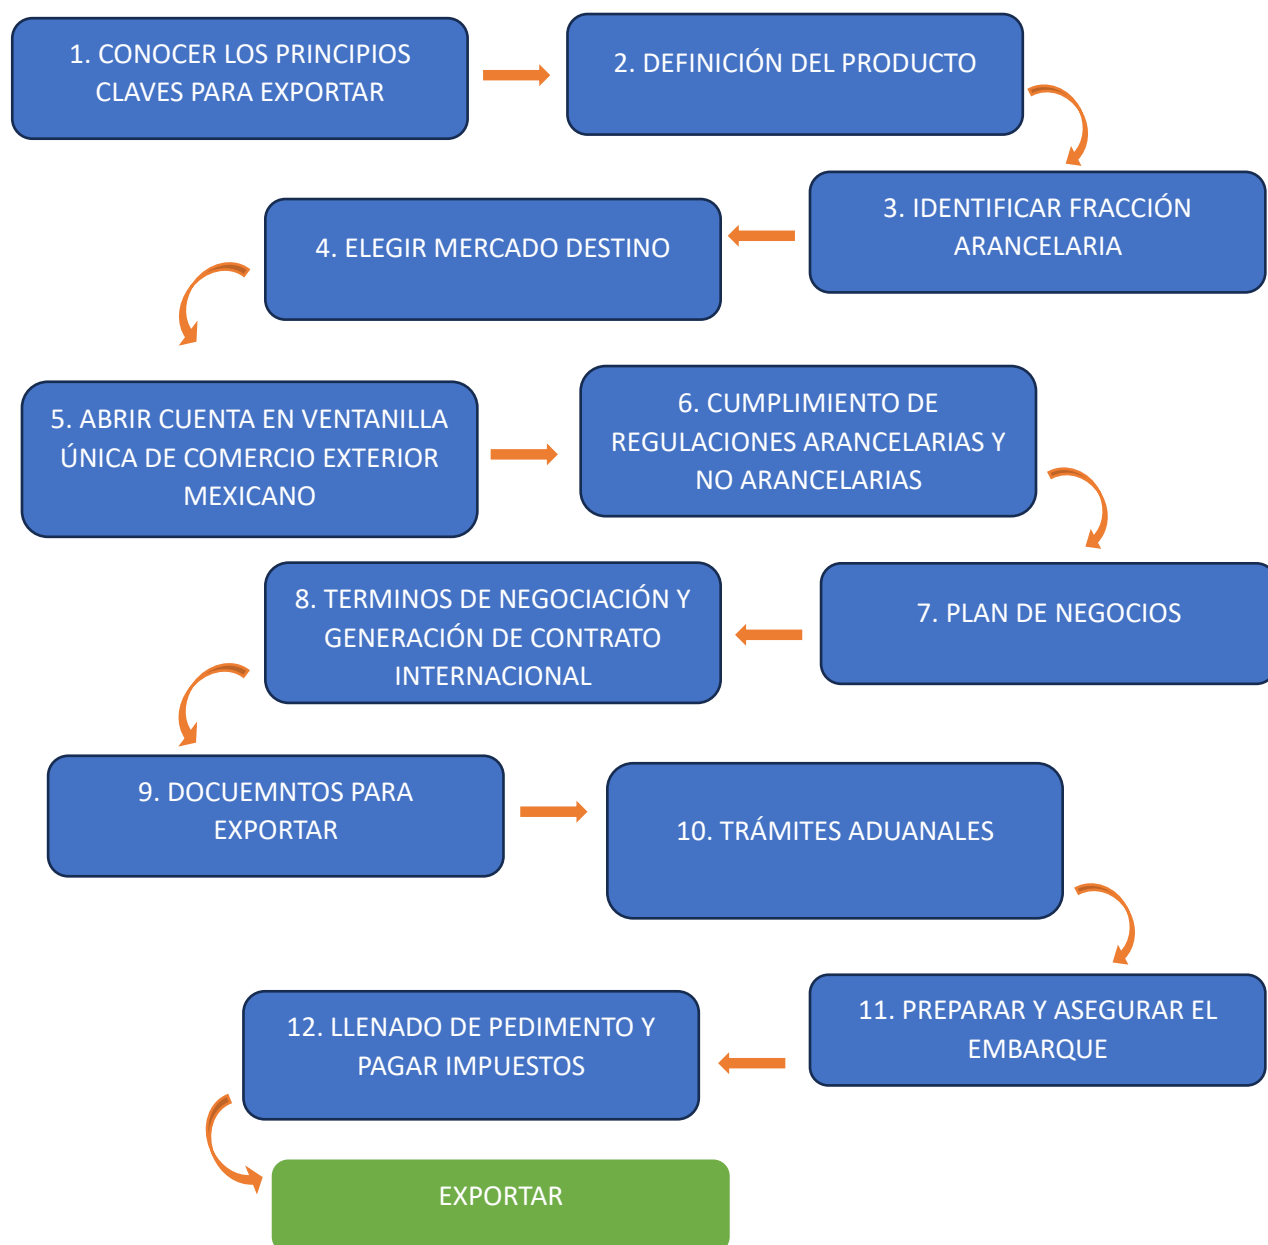 1. CONOCER LOS PRINCIPIOS
CLAVES PARA EXPORTAR
2. DEFINICIÓN DEL PRODUCTO
3. IDENTIFICAR FRACCIÓN
ARANCELARIA
4. ELEGIR MERCADO DESTINO
5. ABRIR CUENTA EN VENTANILLA
ÚNICA DE COMERCIO EXTERIOR
MEXICANO
6. CUMPLIMIENTO DE
REGULACIONES ARANCELARIAS Y
NO ARANCELARIAS
7. PLAN DE NEGOCIOS
8. TERMINOS DE NEGOCIACIÓN Y
GENERACIÓN DE CONTRATO
INTERNACIONAL
9. DOCUEMNTOS PARA
EXPORTAR
10. TRÁMITES ADUANALES
11. PREPARAR Y ASEGURAR EL
EMBARQUE
12. LLENADO DE PEDIMENTO Y
PAGAR IMPUESTOS
EXPORTAR